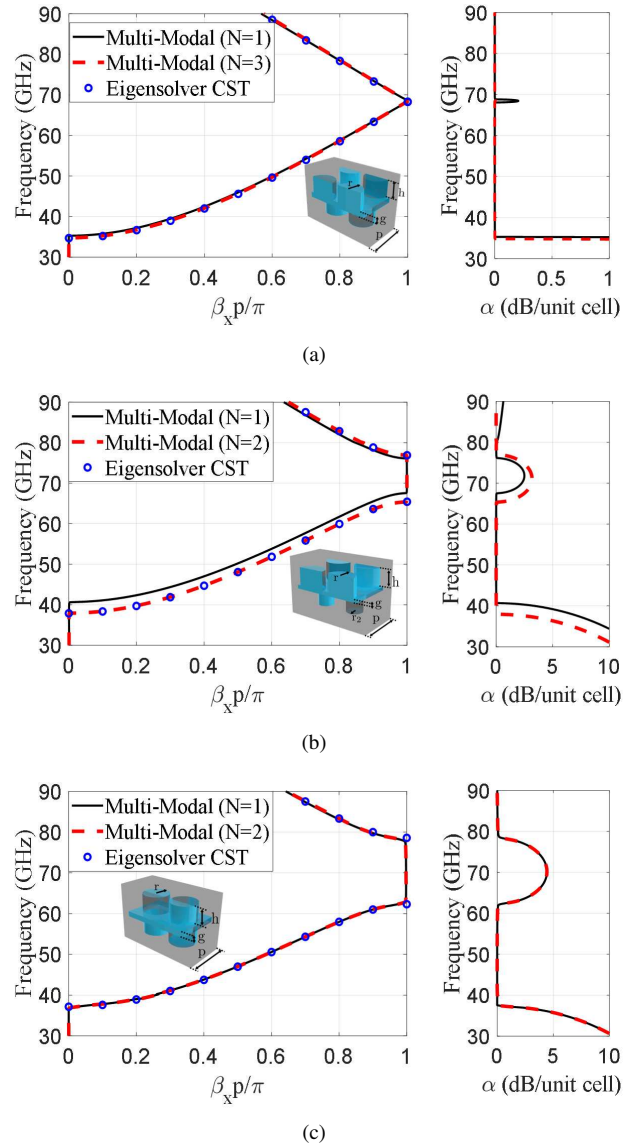 90
80
70
60
50
40
30
Frequency (GHz)
Multi-Modal (N=1)
Multi-Modal (N=3)
Eigensolver CST
r
h
g
p
0 0.2 0.4 0.6 0.8 1
βxp/π
90
80
70
60
50
40
30
Frequency (GHz)
0 0.5 1
α (dB/unit cell)
(a)
90
80
70
60
50
40
30
Frequency (GHz)
Multi-Modal (N=1)
Multi-Modal (N=2)
Eigensolver CST
r
h
g
r2
p
0 0.2 0.4 0.6 0.8 1
βxp/π
90
80
70
60
50
40
30
Frequency (GHz)
0 5 10
α (dB/unit cell)
(b)
90
80
70
60
50
40
30
Frequency (GHz)
Multi-Modal (N=1)
Multi-Modal (N=2)
Eigensolver CST
r
h
g
p
0 0.2 0.4 0.6 0.8 1
βxp/π
90
80
70
60
50
40
30
Frequency (GHz)
0 5 10
α (dB/unit cell)
(c)